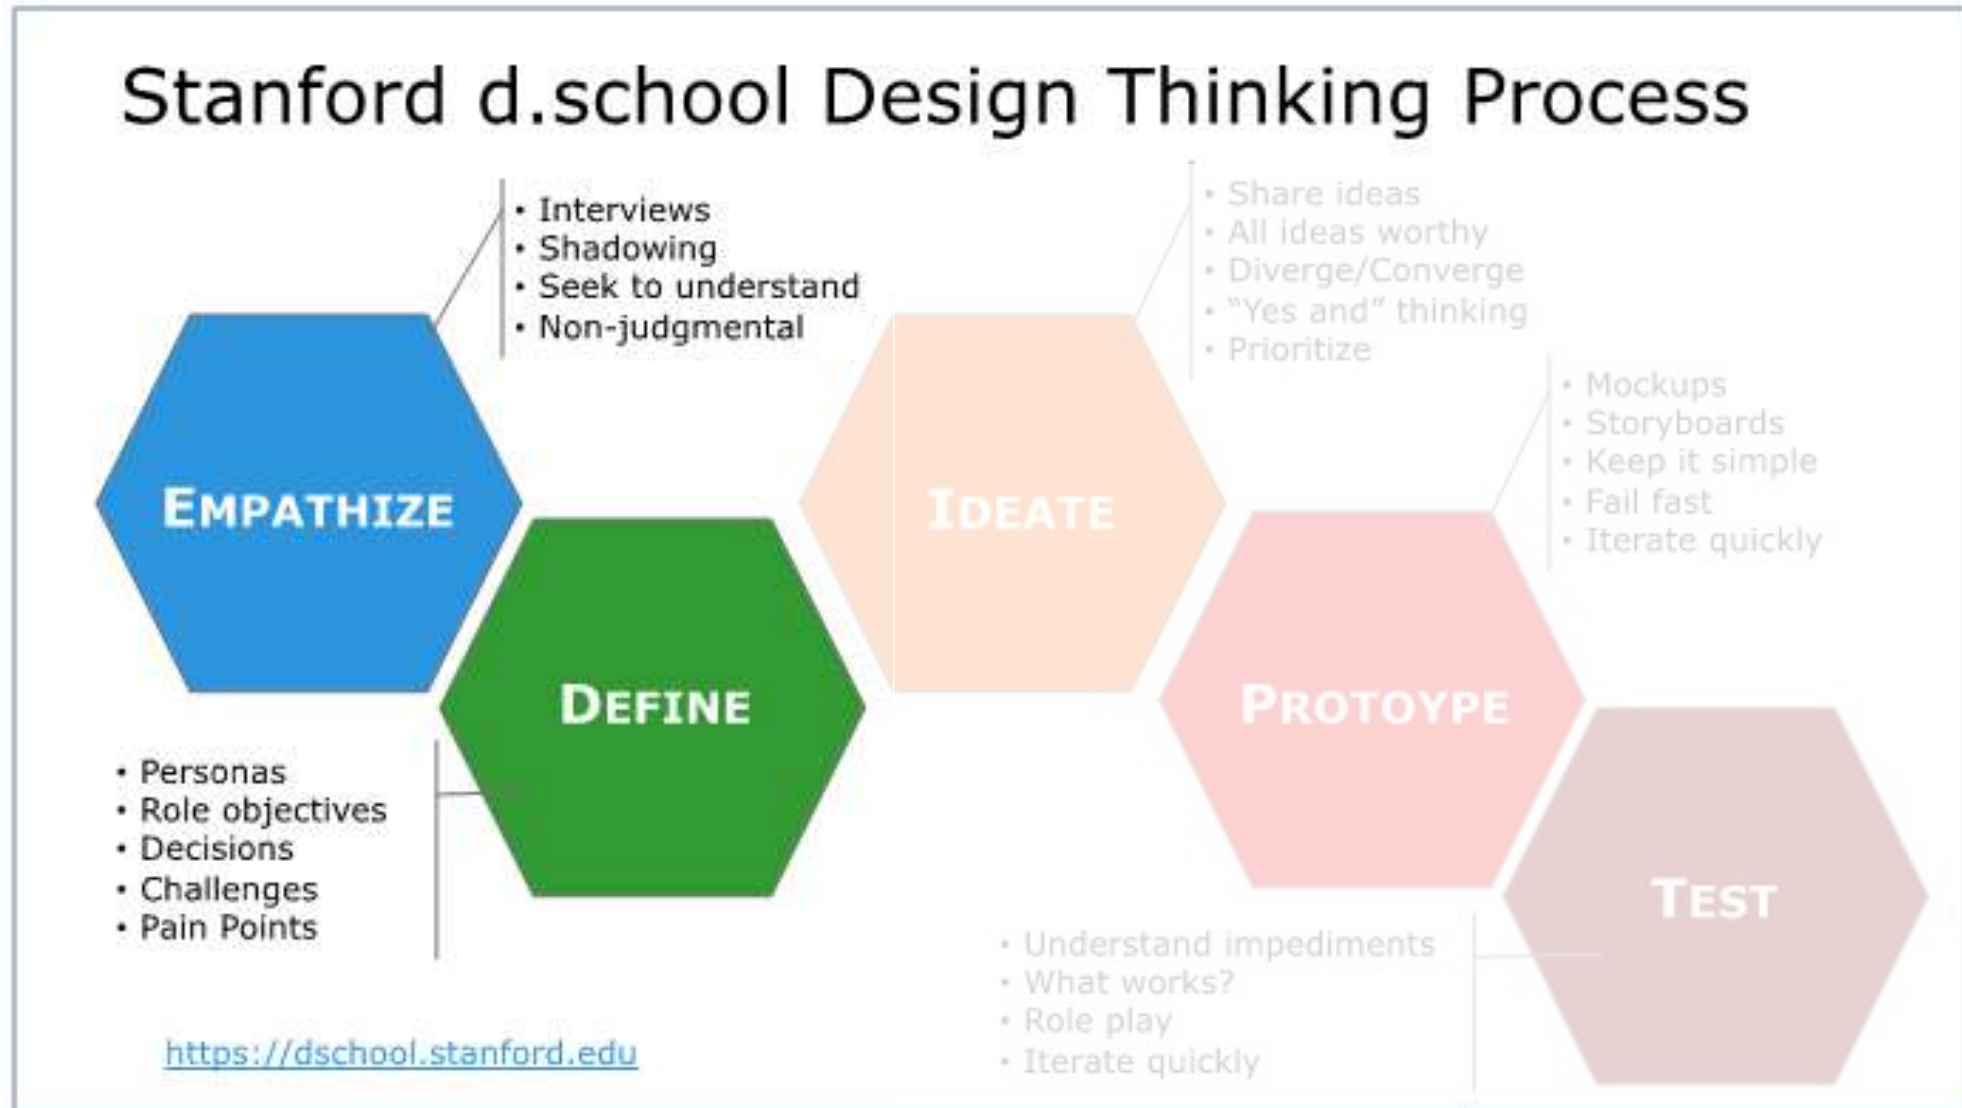 Stanford d.school Design Thinking Process
• Interviews
• Shadowing
• Seek to understand
• Non-judgmental
EMPATHIZE
DEFINE
• Personas
• Role objectives
• Decisions
• Challenges
• Pain Points
• Share ideas
• All ideas worthy
• Diverge/Converge
• “Yes and” thinking
• Prioritize
IDEATE
• Mockups
• Storyboards
• Keep it simple
• Fail fast
• Iterate quickly
PROTOYPE
TEST
• Understand impediments
• What works?
• Role play
• Iterate quickly
https://dschool.stanford.edu